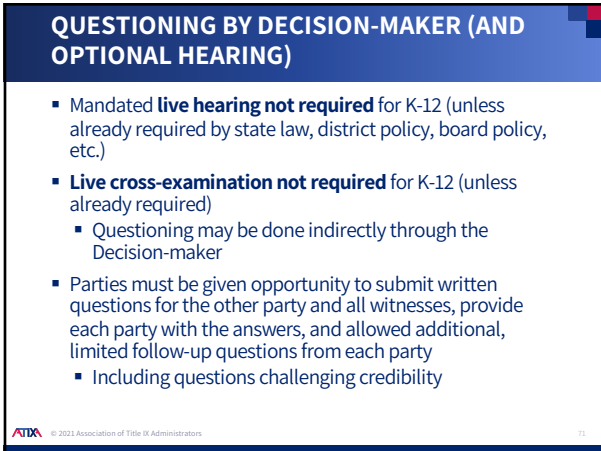 QUESTIONING BY DECISION-MAKER (AND
OPTIONAL HEARING)
▪ Mandated live hearing not required for K-12 (unless
already required by state law, district policy, board policy,
etc.)
▪ Live cross-examination not required for K-12 (unless
already required)
▪ Questioning may be done indirectly through the
Decision-maker
▪ Parties must be given opportunity to submit written
questions for the other party and all witnesses, provide
each party with the answers, and allowed additional,
limited follow-up questions from each party
▪ Including questions challenging credibility
ATIXA © 2021 Association of Title IX Administrators 71